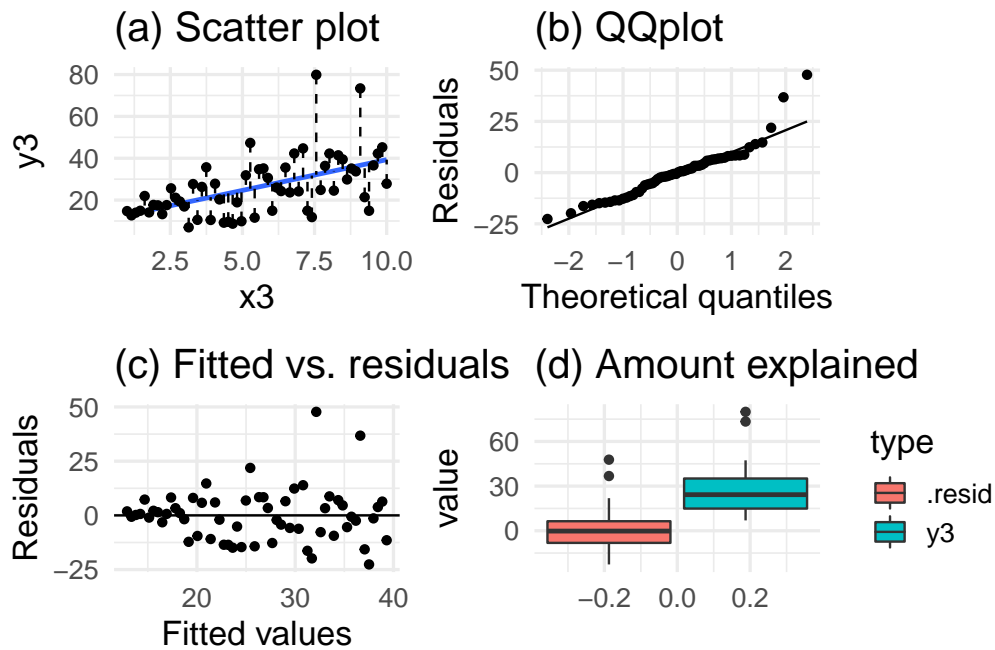 (a) Scatter plot
80
60
40
20
y3
2.5 5.0 7.5 10.0
x3
(b) QQplot
50
25
0
−25
Residuals
−2 −1 0 1 2
Theoretical quantiles
(c) Fitted vs. residuals
50
25
0
−25
Residuals
20 30 40
Fitted values
(d) Amount explained
60
30
0
value
−0.2 0.0 0.2
type
.resid
y3